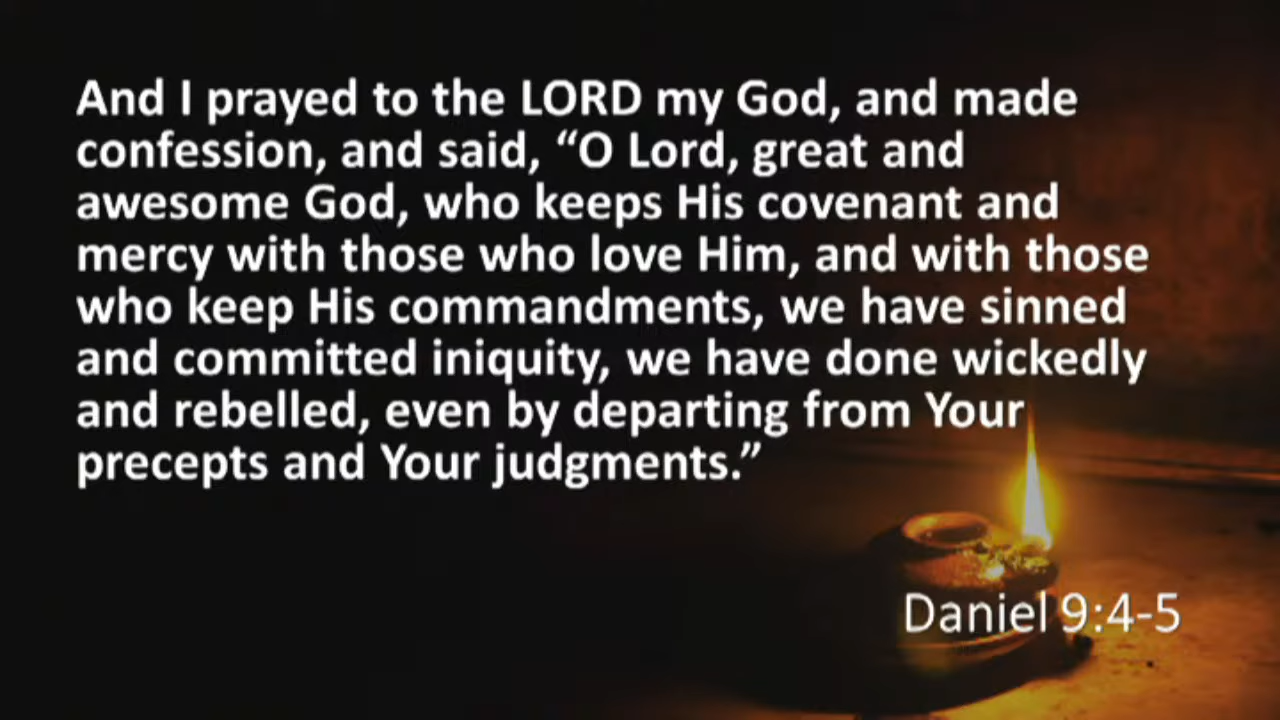 And I prayed to the LORD my God, and made
confession, and said, “O Lord, great and
awesome God, who keeps His covenant and
mercy with those who love Him, and with those
who keep His commandments, we have sinned
and committed iniquity, we have done wickedly
and rebelled, even by departing from Your
precepts and Your judgments.”
Daniel 9:4-5